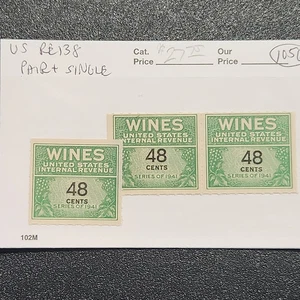 US RE138
PAIR + SINGLE
Cat.
Price
Our
Price
WINES
UNITED STATES
INTERNAL REVENUE
48
CENTS
SERIES OF 1941
WINES
UNITED STATES
INTERNAL REVENUE
48
CENTS
SERIES OF 1941
WINES
UNITED STATES
INTERNAL REVENUE
48
CENTS
SERIES OF 1941
102M